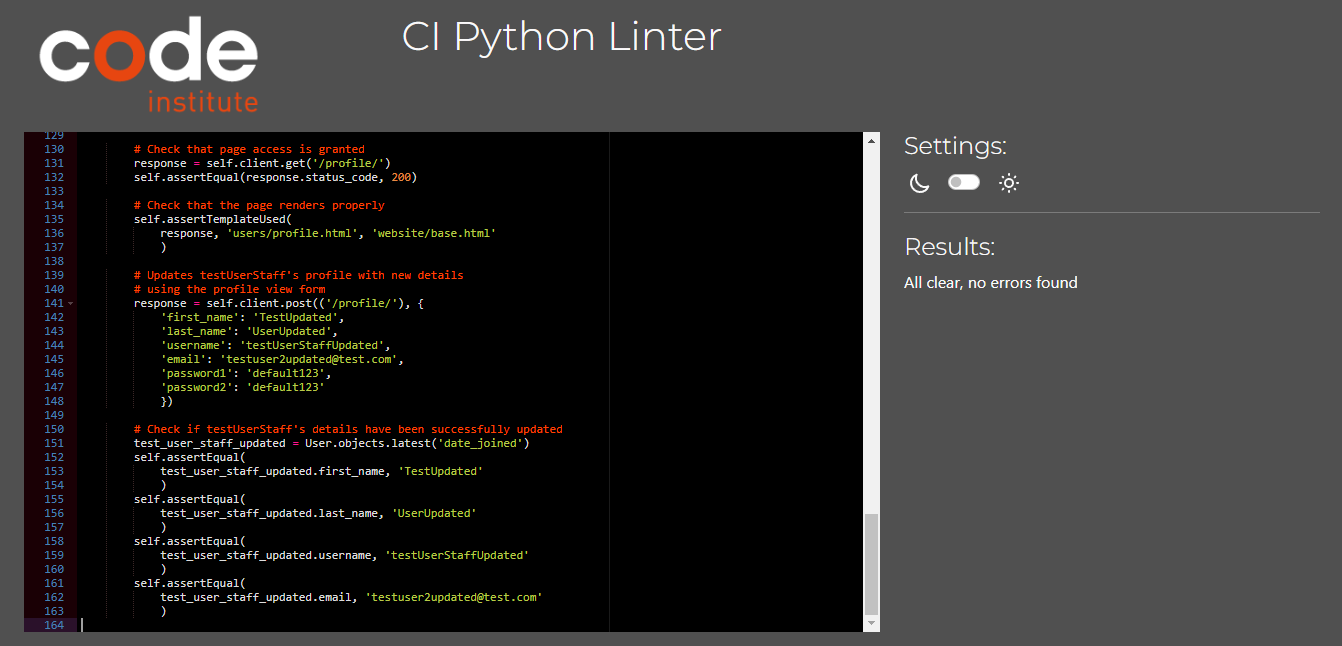 code
institute
CI Python Linter
129
130 # Check that page access is granted
131 response = self.client.get('/profile/')
132 self.assertEqual(response.status_code, 200)
133
134 # Check that the page renders properly
135 self.assertTemplateUsed(
136 response, 'users/profile.html', 'website/base.html'
137 )
138
139 # Updates testUserStaff's profile with new details
140 # using the profile view form
141 response = self.client.post(('/profile/'), {
142 'first_name': 'TestUpdated',
143 'last_name': 'UserUpdated',
144 'username': 'testUserStaffUpdated',
145 'email': 'testuser2updated@test.com',
146 'password1': 'default123',
147 'password2': 'default123'
148 })
149
150 # Check if testUserStaff's details have been successfully updated
151 test_user_staff_updated = User.objects.latest('date_joined')
152 self.assertEqual(
153 test_user_staff_updated.first_name, 'TestUpdated'
154 )
155 self.assertEqual(
156 test_user_staff_updated.last_name, 'UserUpdated'
157 )
158 self.assertEqual(
159 test_user_staff_updated.username, 'testUserStaffUpdated'
160 )
161 self.assertEqual(
162 test_user_staff_updated.email, 'testuser2updated@test.com'
163 )
164
Settings:
Results:
All clear, no errors found